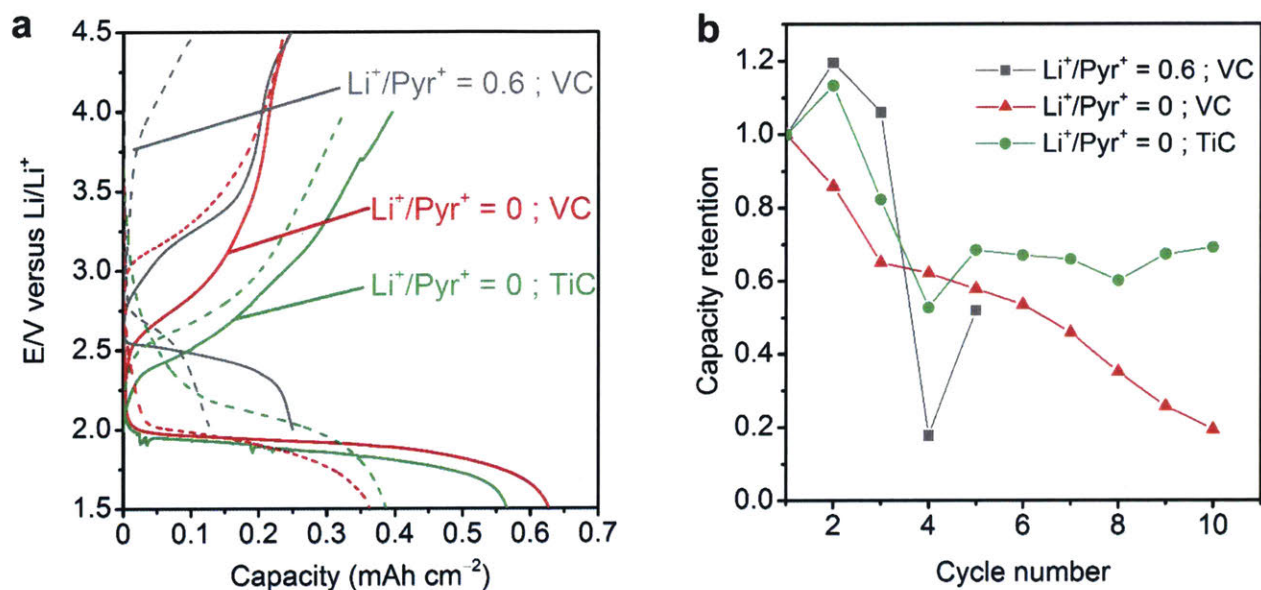 a
4.5
4.0
3.5
3.0
2.5
2.0
1.5
E/V versus Li/Li⁺
Li⁺/Pyr⁺ = 0.6 ; VC
Li⁺/Pyr⁺ = 0 ; VC
Li⁺/Pyr⁺ = 0 ; TiC
0 0.1 0.2 0.3 0.4 0.5 0.6 0.7
Capacity (mAh cm⁻²)
b
1.2
1.0
0.8
0.6
0.4
0.2
0.0
Capacity retention
Li⁺/Pyr⁺ = 0.6 ; VC
Li⁺/Pyr⁺ = 0 ; VC
Li⁺/Pyr⁺ = 0 ; TiC
2 4 6 8 10
Cycle number